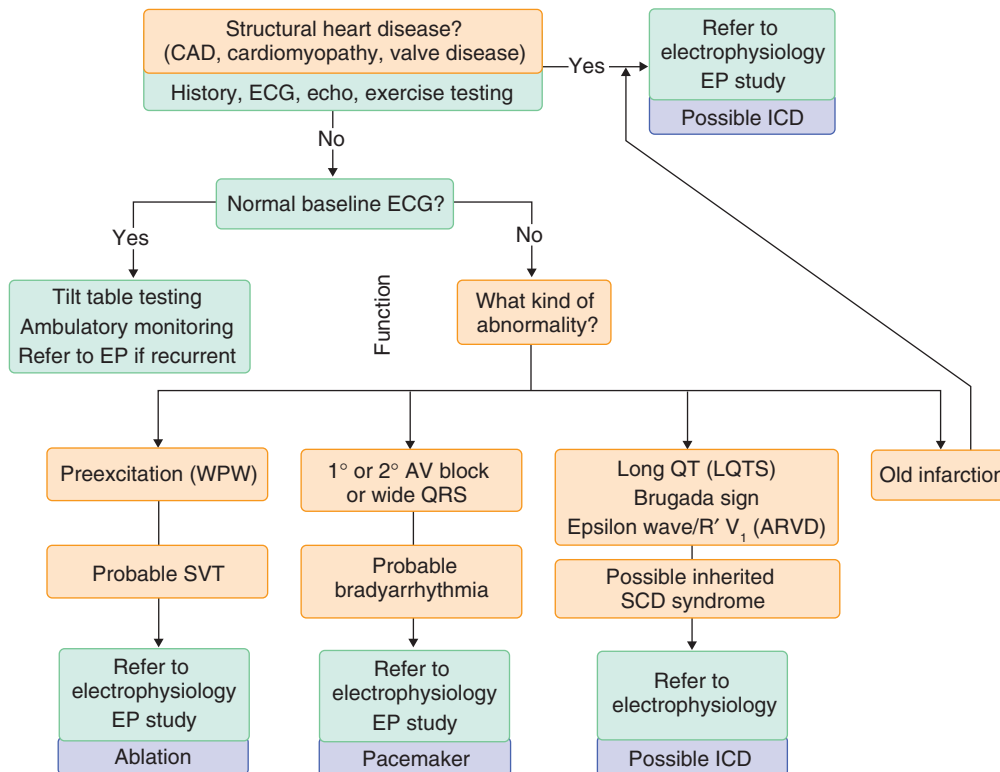 Structural heart disease?
(CAD, cardiomyopathy, valve disease)
History, ECG, echo, exercise testing
Yes
Refer to
electrophysiology
EP study
Possible ICD
No
Normal baseline ECG?
Yes
No
Tilt table testing
Ambulatory monitoring
Refer to EP if recurrent
Function
What kind of
abnormality?
Preexcitation (WPW)
1° or 2° AV block
or wide QRS
Long QT (LQTS)
Brugada sign
Epsilon wave/R′ V₁ (ARVD)
Old infarction
Probable SVT
Probable
bradyarrhythmia
Possible inherited
SCD syndrome
Refer to
electrophysiology
EP study
Ablation
Refer to
electrophysiology
EP study
Pacemaker
Refer to
electrophysiology
Possible ICD